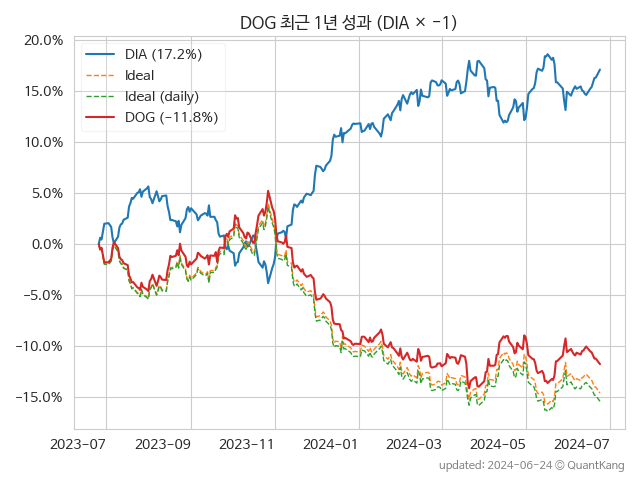 DOG 최근 1년 성과 (DIA × −1)
20.0%
15.0%
10.0%
5.0%
0.0%
−5.0%
−10.0%
−15.0%
DIA (17.2%)
Ideal
Ideal (daily)
DOG (−11.8%)
2023-07
2023-09
2023-11
2024-01
2024-03
2024-05
2024-07
updated: 2024-06-24 © QuantKang